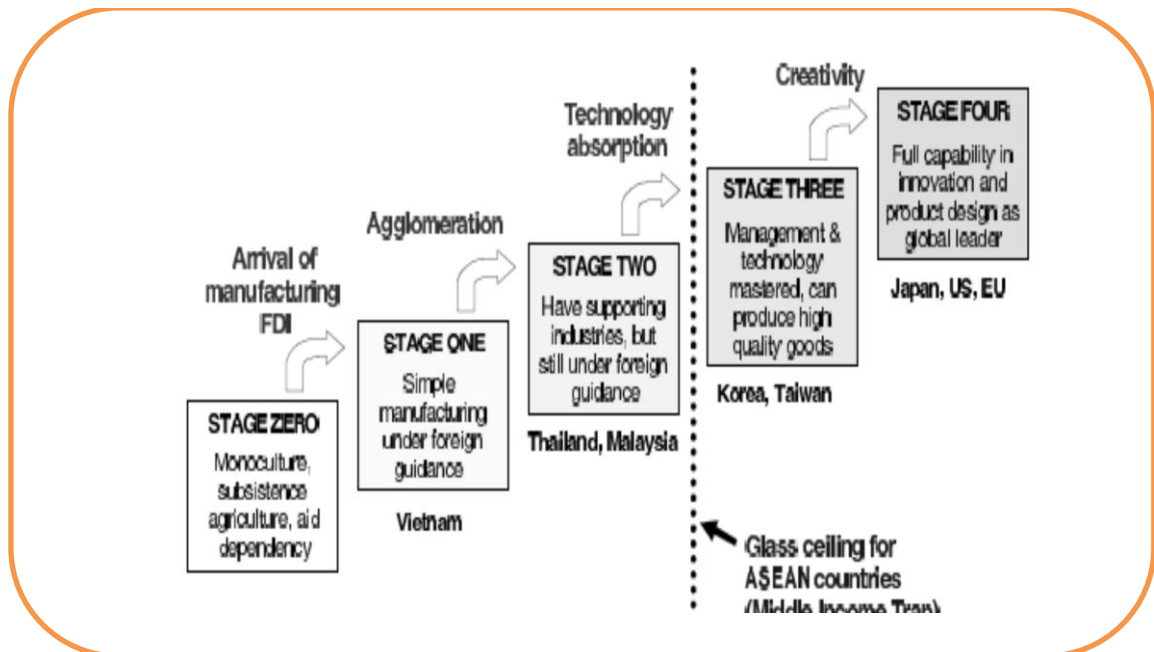 Arrival of
manufacturing
FDI
STAGE ZERO
Monoculture,
subsistence
agriculture, aid
dependency
Agglomeration
STAGE ONE
Simple
manufacturing
under foreign
guidance
Vietnam
Technology
absorption
STAGE TWO
Have supporting
industries, but
still under foreign
guidance
Thailand, Malaysia
Creativity
STAGE THREE
Management &
technology
mastered, can
produce high
quality goods
Korea, Taiwan
STAGE FOUR
Full capability in
innovation and
product design as
global leader
Japan, US, EU
Glass ceiling for
ASEAN countries
(Middle Income Trap)